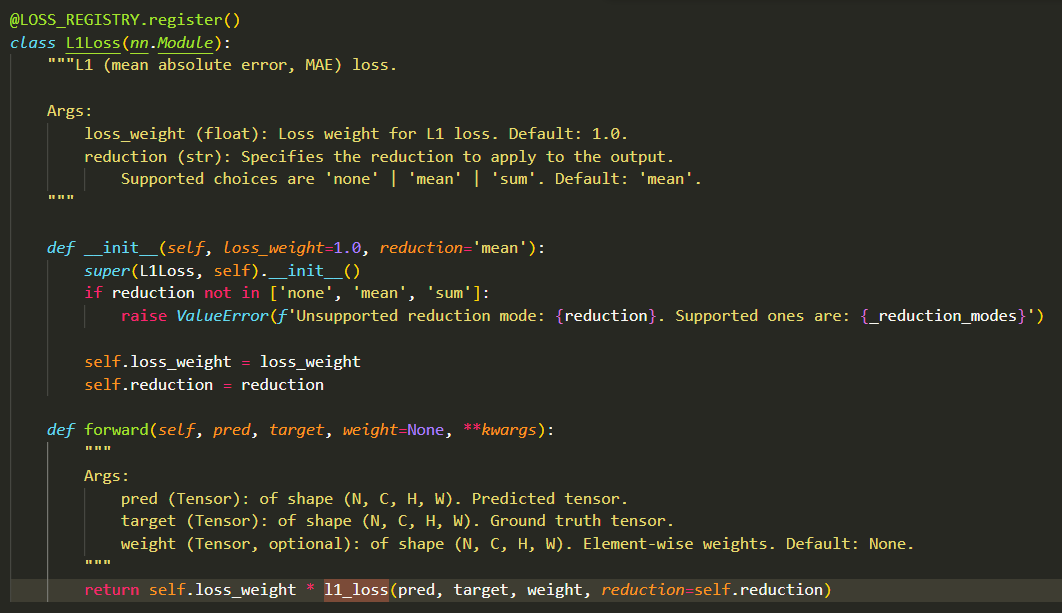 @LOSS_REGISTRY.register()
class L1Loss(nn.Module):
    """L1 (mean absolute error, MAE) loss.

    Args:
        loss_weight (float): Loss weight for L1 loss. Default: 1.0.
        reduction (str): Specifies the reduction to apply to the output.
            Supported choices are 'none' | 'mean' | 'sum'. Default: 'mean'.
    """

    def __init__(self, loss_weight=1.0, reduction='mean'):
        super(L1Loss, self).__init__()
        if reduction not in ['none', 'mean', 'sum']:
            raise ValueError(f'Unsupported reduction mode: {reduction}. Supported ones are: {_reduction_modes}')

        self.loss_weight = loss_weight
        self.reduction = reduction

    def forward(self, pred, target, weight=None, **kwargs):
        """
        Args:
            pred (Tensor): of shape (N, C, H, W). Predicted tensor.
            target (Tensor): of shape (N, C, H, W). Ground truth tensor.
            weight (Tensor, optional): of shape (N, C, H, W). Element-wise weights. Default: None.
        """
        return self.loss_weight * l1_loss(pred, target, weight, reduction=self.reduction)